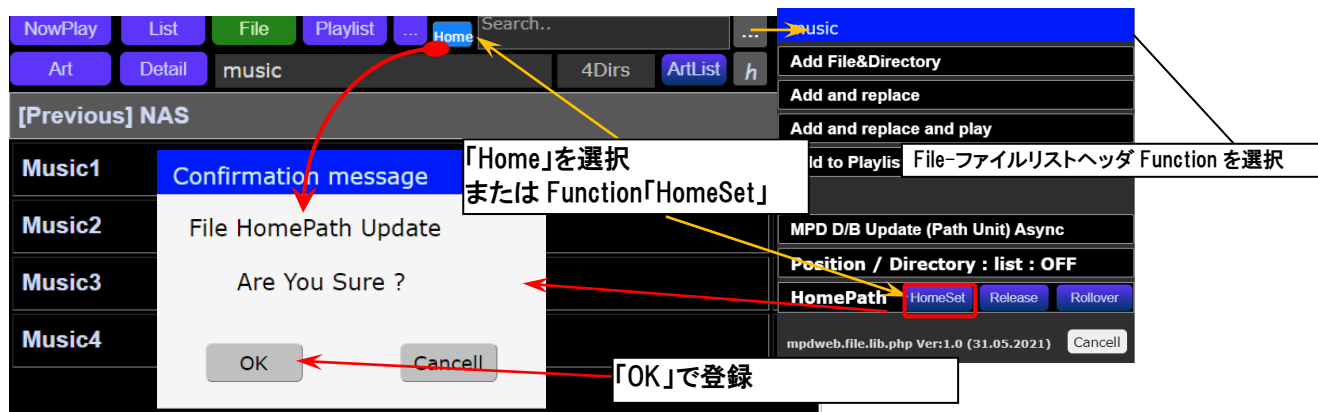 NowPlay List File Playlist ... Home Search.. ...
Art Detail music 4Dirs ArtList h
[Previous] NAS
Music1
Music2
Music3
Music4
Confirmation message
File HomePath Update
Are You Sure ?
OK Cancell
「Home」を選択
または Function「HomeSet」
「OK」で登録
music
Add File&Directory
Add and replace
Add and replace and play
d to Playlis
File-ファイルリストヘッダ Function を選択
MPD D/B Update (Path Unit) Async
Position / Directory : list : OFF
HomePath HomeSet Release Rollover
mpdweb.file.lib.php Ver:1.0 (31.05.2021) Cancell